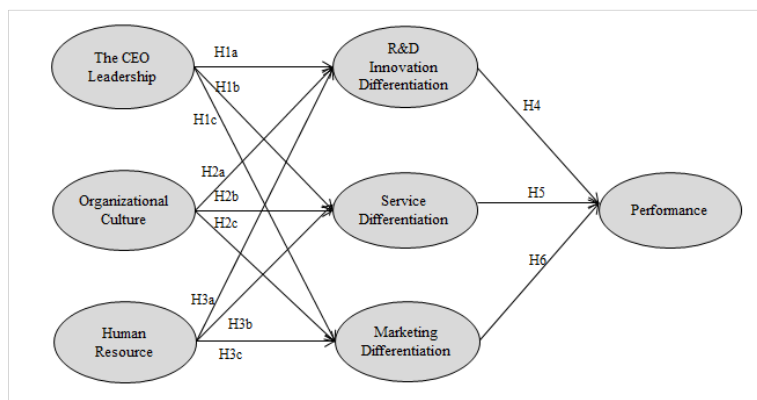 The CEO
Leadership
H1a
H1b
H1c
R&D
Innovation
Differentiation
H4
Organizational
Culture
H2a
H2b
H2c
Service
Differentiation
H5
Performance
H6
Human
Resource
H3a
H3b
H3c
Marketing
Differentiation